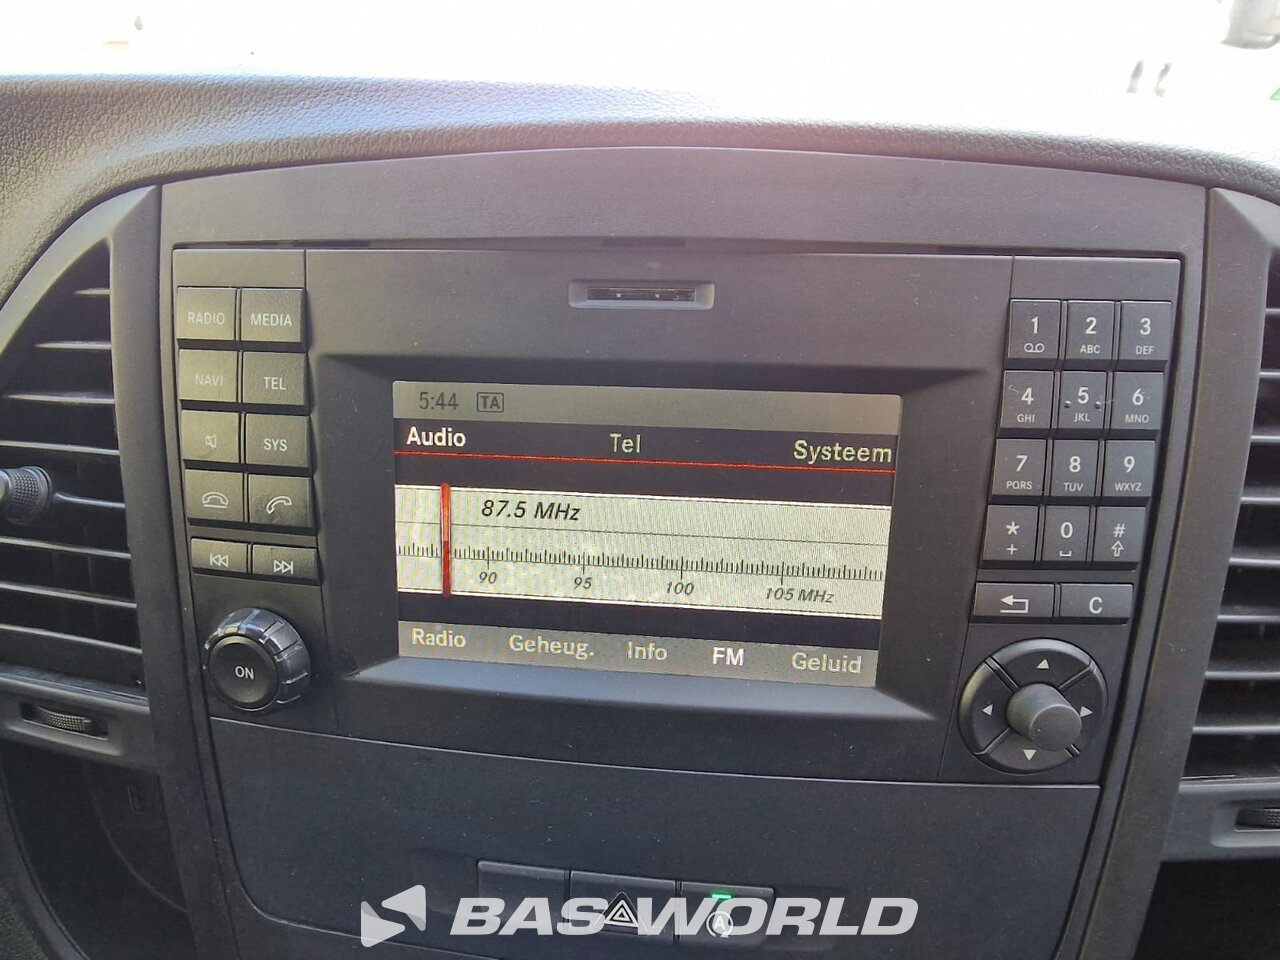 RADIO MEDIA
NAVI TEL
SYS
ON
5:44 TA
Audio Tel Systeem
87.5 MHz
90 95 100 105 MHz
Radio Geheug. Info FM Geluid
1 2 ABC 3 DEF
4 GHI 5 JKL 6 MNO
7 PQRS 8 TUV 9 WXYZ
* + 0 #
C
A
BAS WORLD